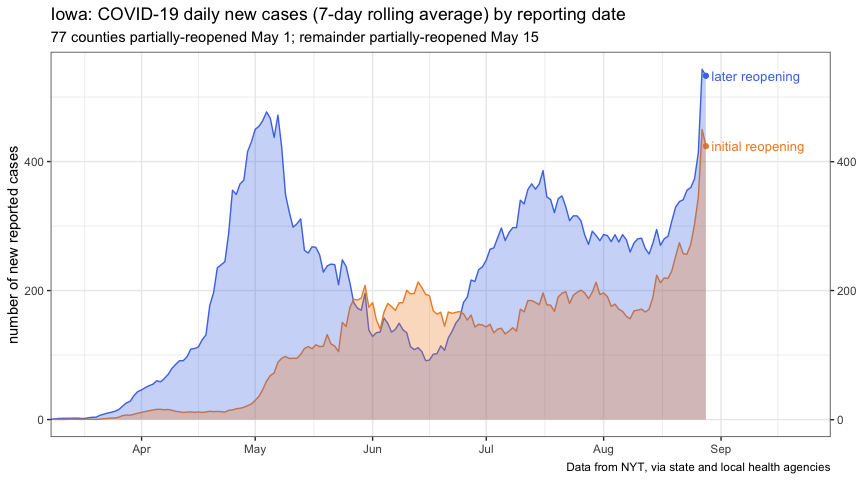 Iowa: COVID-19 daily new cases (7-day rolling average) by reporting date
77 counties partially-reopened May 1; remainder partially-reopened May 15
number of new reported cases
later reopening
initial reopening
400 400
200 200
0 0
Apr May Jun Jul Aug Sep
Data from NYT, via state and local health agencies